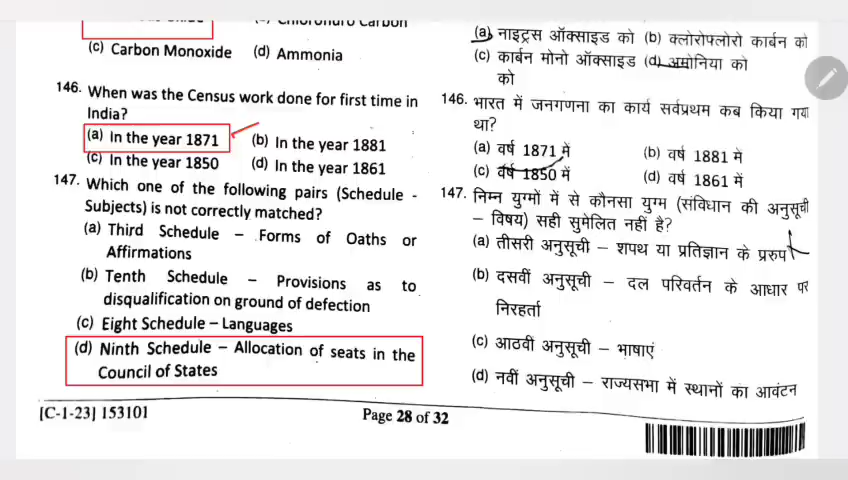 (c) Carbon Monoxide (d) Ammonia
146. When was the Census work done for first time in
India?
(a) In the year 1871 (b) In the year 1881
(c) In the year 1850 (d) In the year 1861
147. Which one of the following pairs (Schedule -
Subjects) is not correctly matched?
(a) Third Schedule – Forms of Oaths or
Affirmations
(b) Tenth Schedule – Provisions as to
disqualification on ground of defection
(c) Eight Schedule – Languages
(d) Ninth Schedule – Allocation of seats in the
Council of States
(a) नाइट्रस ऑक्साइड को (b) क्लोरोफ्लोरो कार्बन को
(c) कार्बन मोनो ऑक्साइड (d) अमोनिया को
को
146. भारत में जनगणना का कार्य सर्वप्रथम कब किया गया
था?
(a) वर्ष 1871 में (b) वर्ष 1881 में
(c) वर्ष 1850 में (d) वर्ष 1861 में
147. निम्न युग्मों में से कौनसा युग्म (संविधान की अनुसूची
– विषय) सही सुमेलित नहीं है?
(a) तीसरी अनुसूची – शपथ या प्रतिज्ञान के प्ररुप
(b) दसवीं अनुसूची – दल परिवर्तन के आधार पर
निरहर्ता
(c) आठवीं अनुसूची – भाषाएं
(d) नवीं अनुसूची – राज्यसभा में स्थानों का आवंटन
[C-1-23] 153101 Page 28 of 32